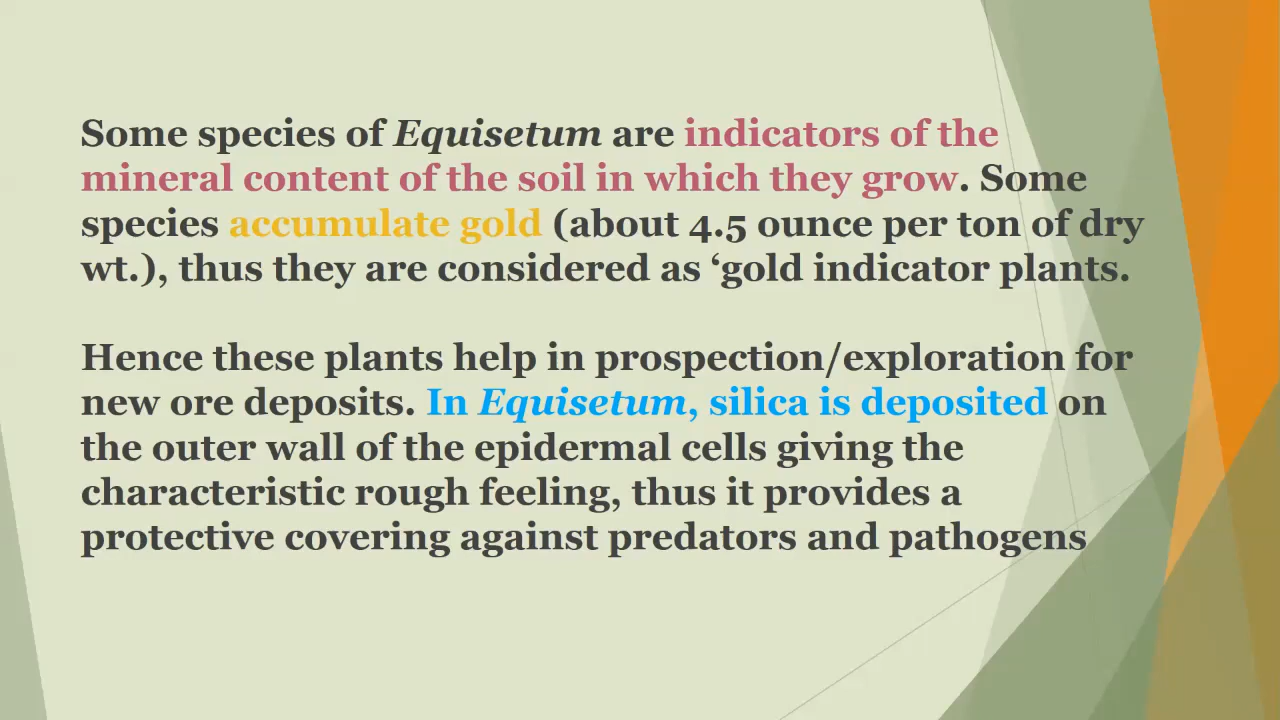 Some species of Equisetum are indicators of the
mineral content of the soil in which they grow. Some
species accumulate gold (about 4.5 ounce per ton of dry
wt.), thus they are considered as ‘gold indicator plants.
Hence these plants help in prospection/exploration for
new ore deposits. In Equisetum, silica is deposited on
the outer wall of the epidermal cells giving the
characteristic rough feeling, thus it provides a
protective covering against predators and pathogens